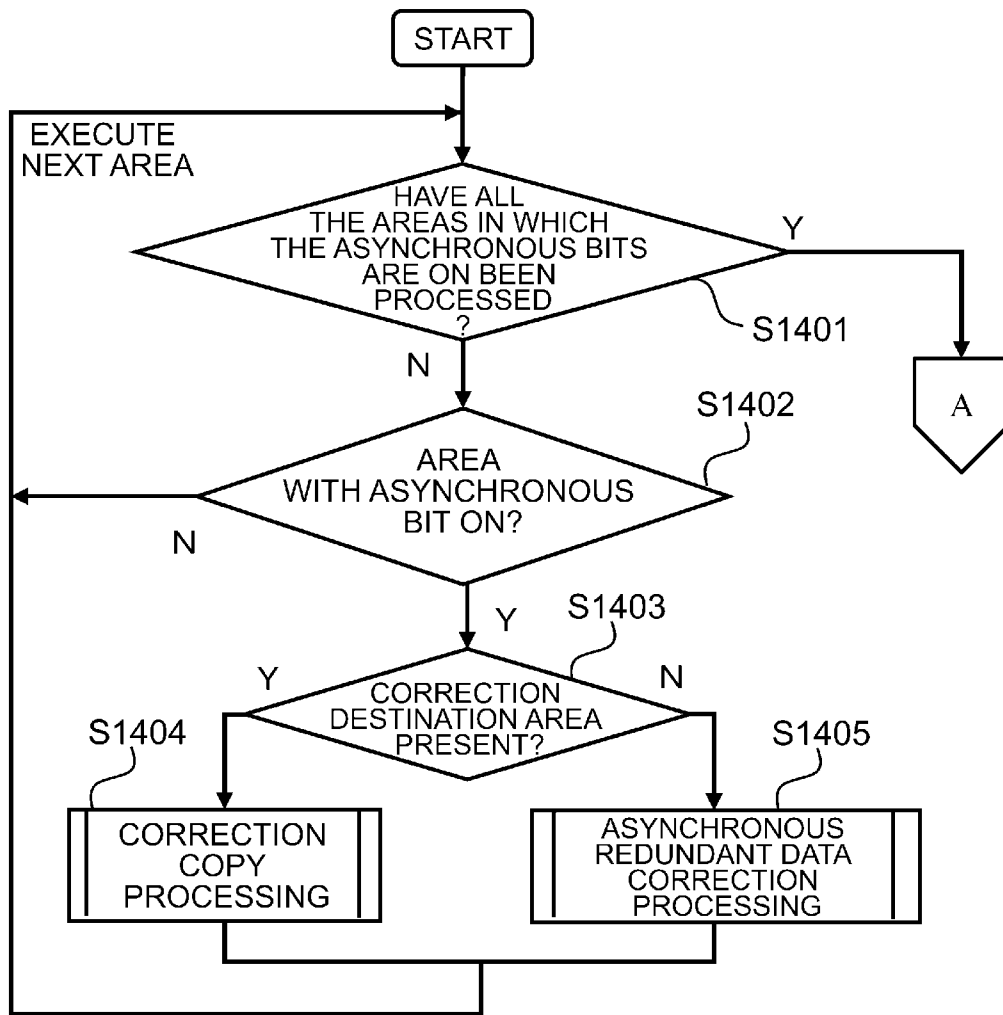 START
EXECUTE
NEXT AREA
HAVE ALL
THE AREAS IN WHICH
THE ASYNCHRONOUS BITS
ARE ON BEEN
PROCESSED
?
Y
S1401
N
A
S1402
AREA
WITH ASYNCHRONOUS
BIT ON?
N
Y
S1403
Y
N
CORRECTION
DESTINATION AREA
PRESENT?
S1404
S1405
CORRECTION
COPY
PROCESSING
ASYNCHRONOUS
REDUNDANT DATA
CORRECTION
PROCESSING